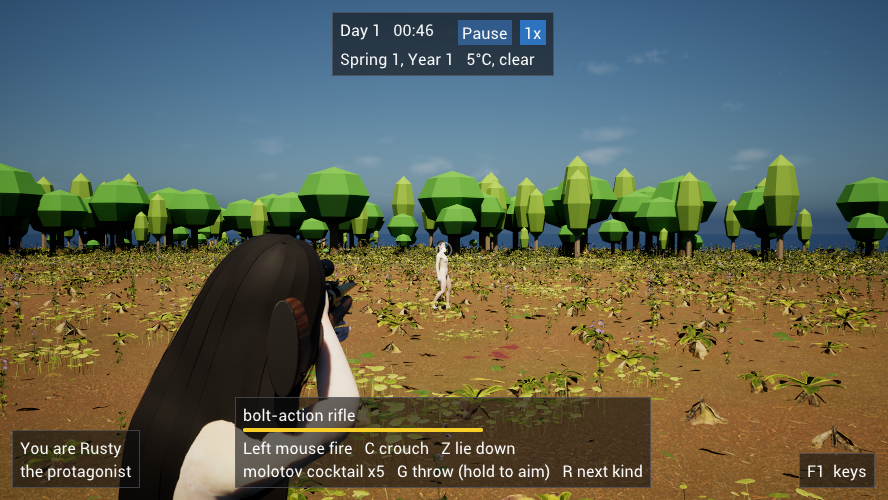 Day 1 00:46 Pause 1x
Spring 1, Year 1 5°C, clear
bolt-action rifle
Left mouse fire C crouch Z lie down
molotov cocktail x5 G throw (hold to aim) R next kind
You are Rusty
the protagonist
F1 keys